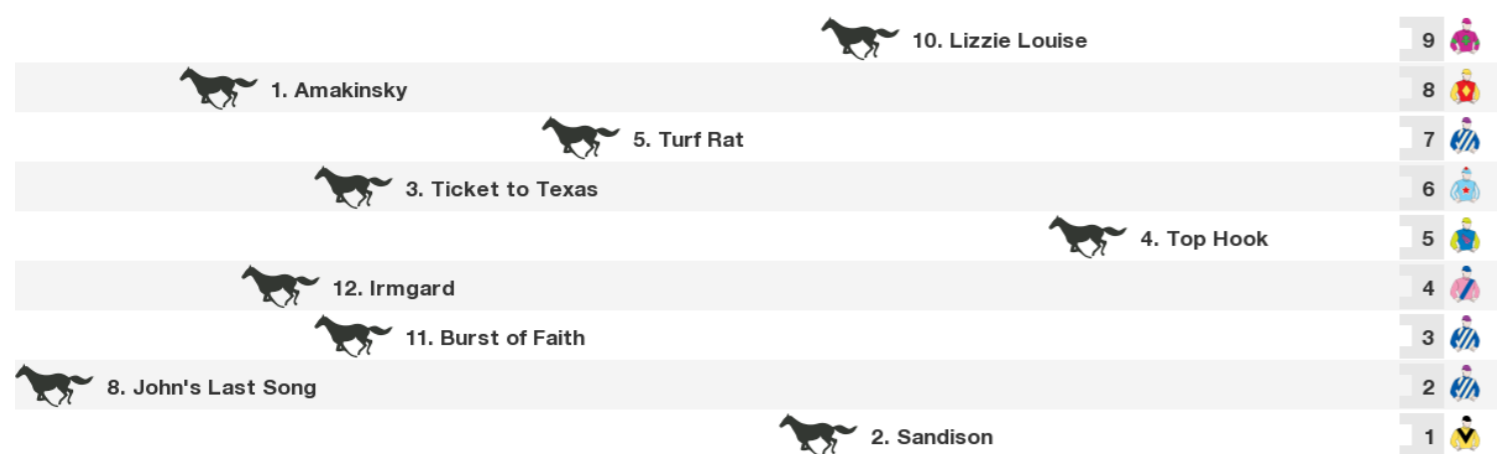 10. Lizzie Louise 9
1. Amakinsky 8
5. Turf Rat 7
3. Ticket to Texas 6
4. Top Hook 5
12. Irmgard 4
11. Burst of Faith 3
8. John's Last Song 2
2. Sandison 1